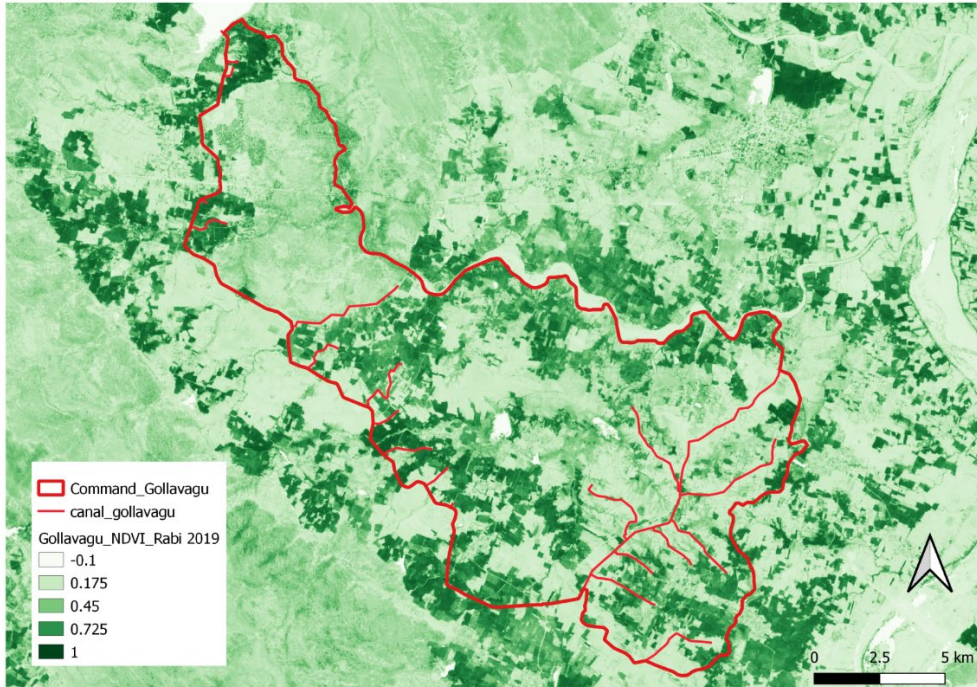 Command_Gollavagu
canal_gollavagu
Gollavagu_NDVI_Rabi 2019
-0.1
0.175
0.45
0.725
1
0 2.5 5 km